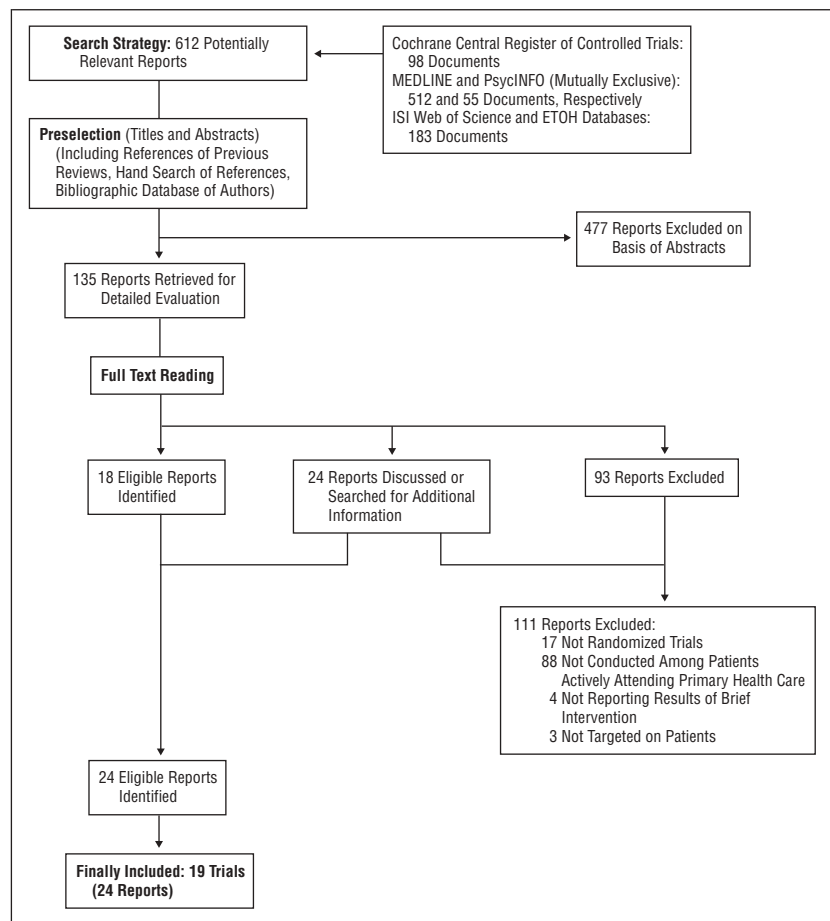 Search Strategy: 612 Potentially
Relevant Reports
Cochrane Central Register of Controlled Trials:
98 Documents
MEDLINE and PsycINFO (Mutually Exclusive):
512 and 55 Documents, Respectively
ISI Web of Science and ETOH Databases:
183 Documents
Preselection (Titles and Abstracts)
(Including References of Previous
Reviews, Hand Search of References,
Bibliographic Database of Authors)
477 Reports Excluded on
Basis of Abstracts
135 Reports Retrieved for
Detailed Evaluation
Full Text Reading
18 Eligible Reports
Identified
24 Reports Discussed or
Searched for Additional
Information
93 Reports Excluded
111 Reports Excluded:
17 Not Randomized Trials
88 Not Conducted Among Patients
Actively Attending Primary Health Care
4 Not Reporting Results of Brief
Intervention
3 Not Targeted on Patients
24 Eligible Reports
Identified
Finally Included: 19 Trials
(24 Reports)